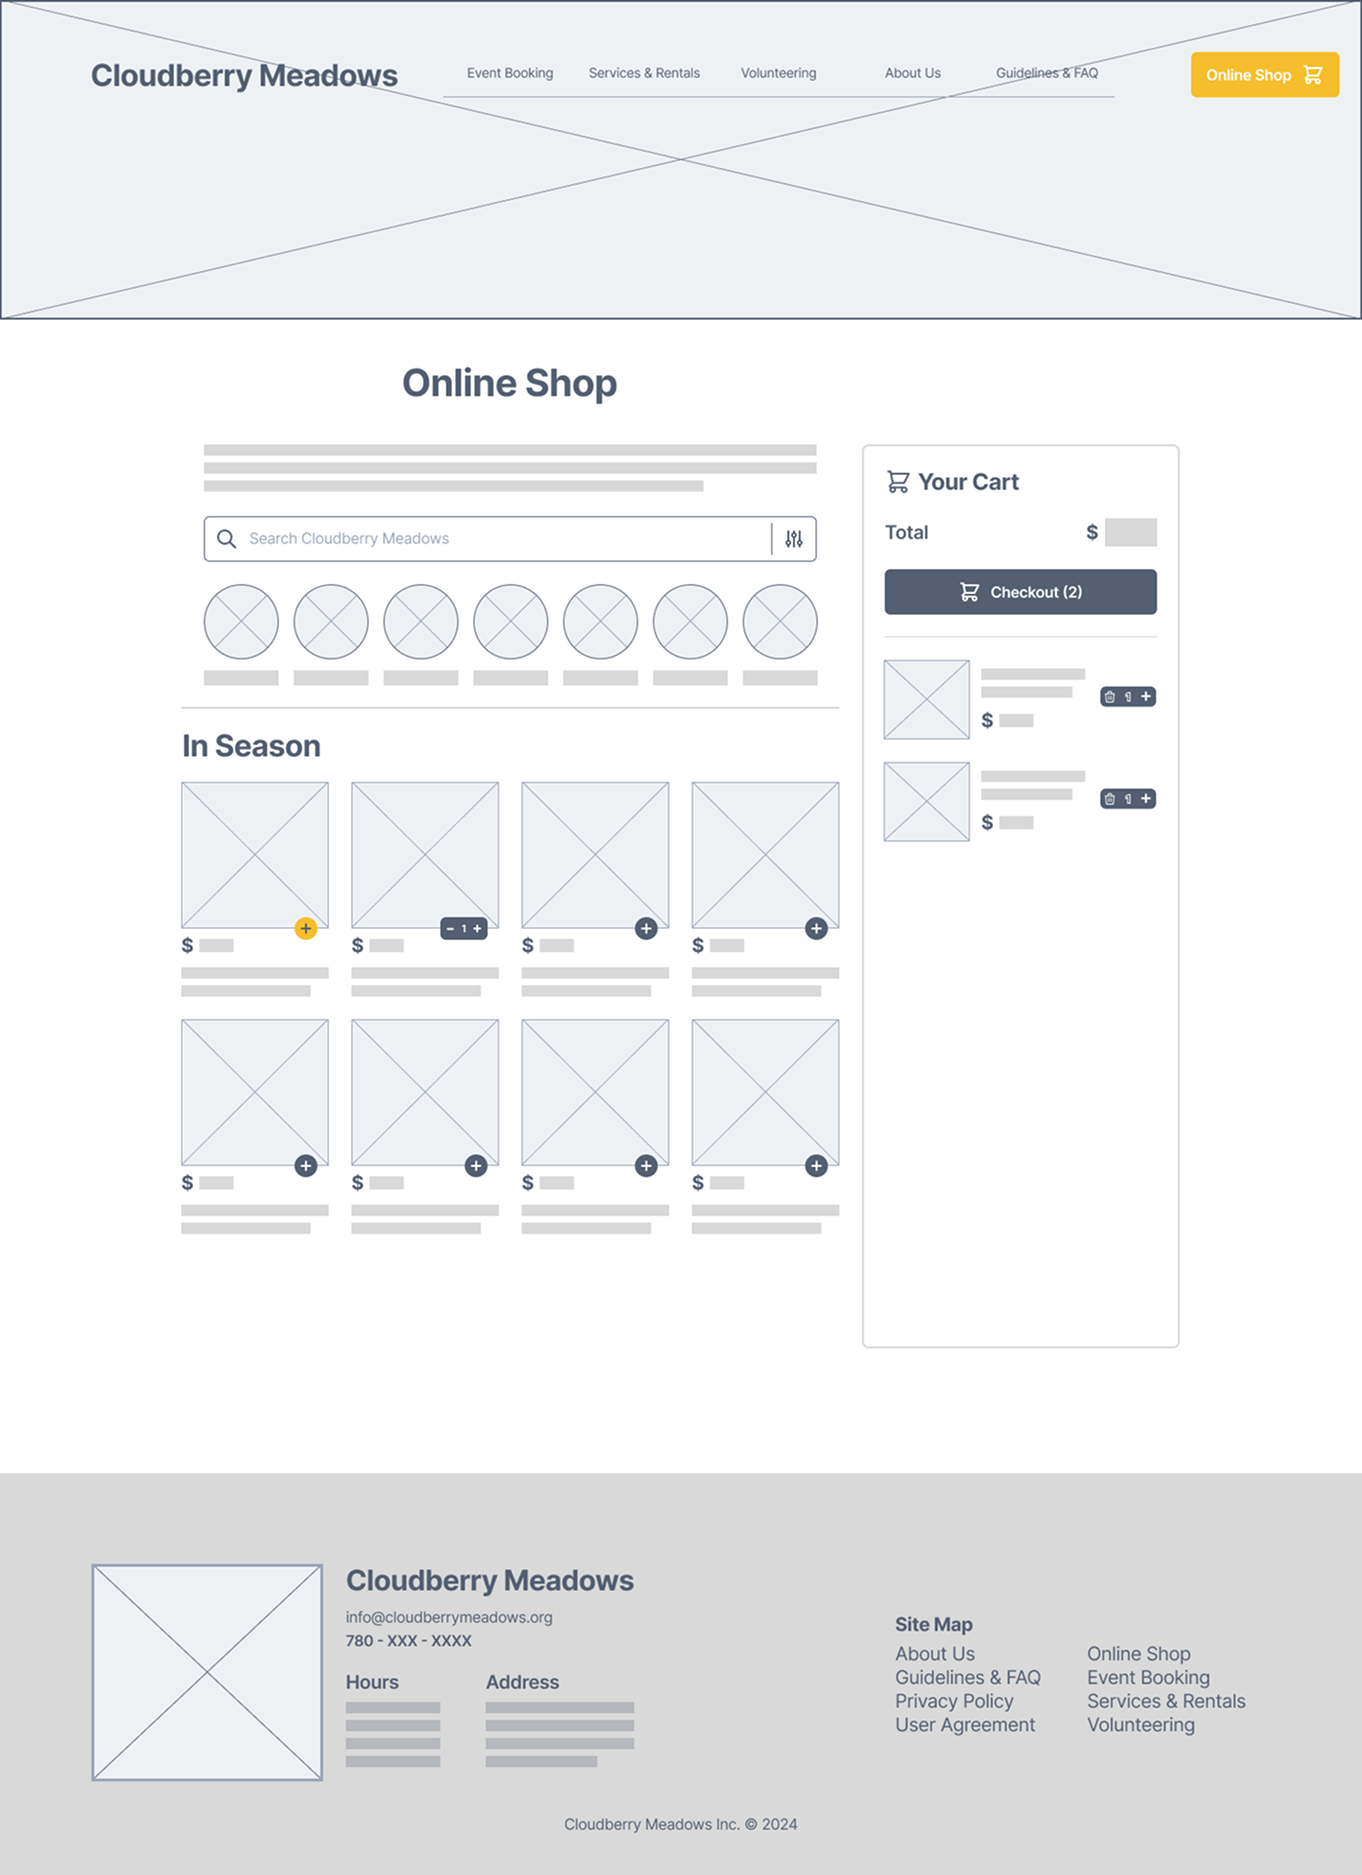 Cloudberry Meadows
Event Booking
Services & Rentals
Volunteering
About Us
Guidelines & FAQ
Online Shop
Online Shop
Search Cloudberry Meadows
In Season
$
- 1 +
$
$
$
$
$
$
$
Your Cart
Total $
Checkout (2)
$
1 +
$
1 +
Cloudberry Meadows
info@cloudberrymeadows.org
780 - XXX - XXXX
Hours
Address
Site Map
About Us
Guidelines & FAQ
Privacy Policy
User Agreement
Online Shop
Event Booking
Services & Rentals
Volunteering
Cloudberry Meadows Inc. © 2024